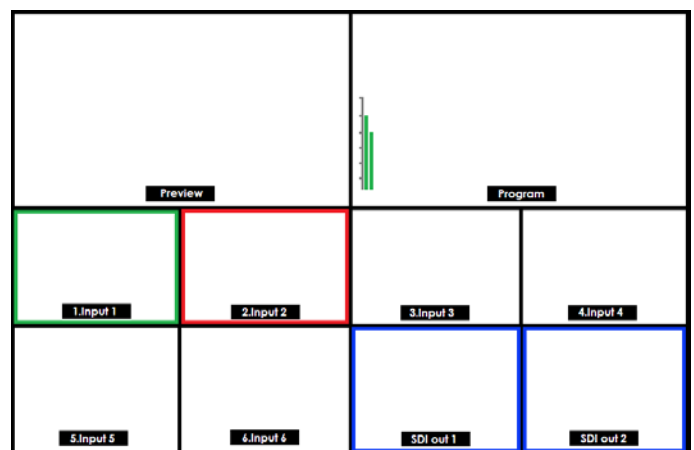 Preview
Program
1.Input 1
2.Input 2
3.Input 3
4.Input 4
5.Input 5
6.Input 6
SDI out 1
SDI out 2